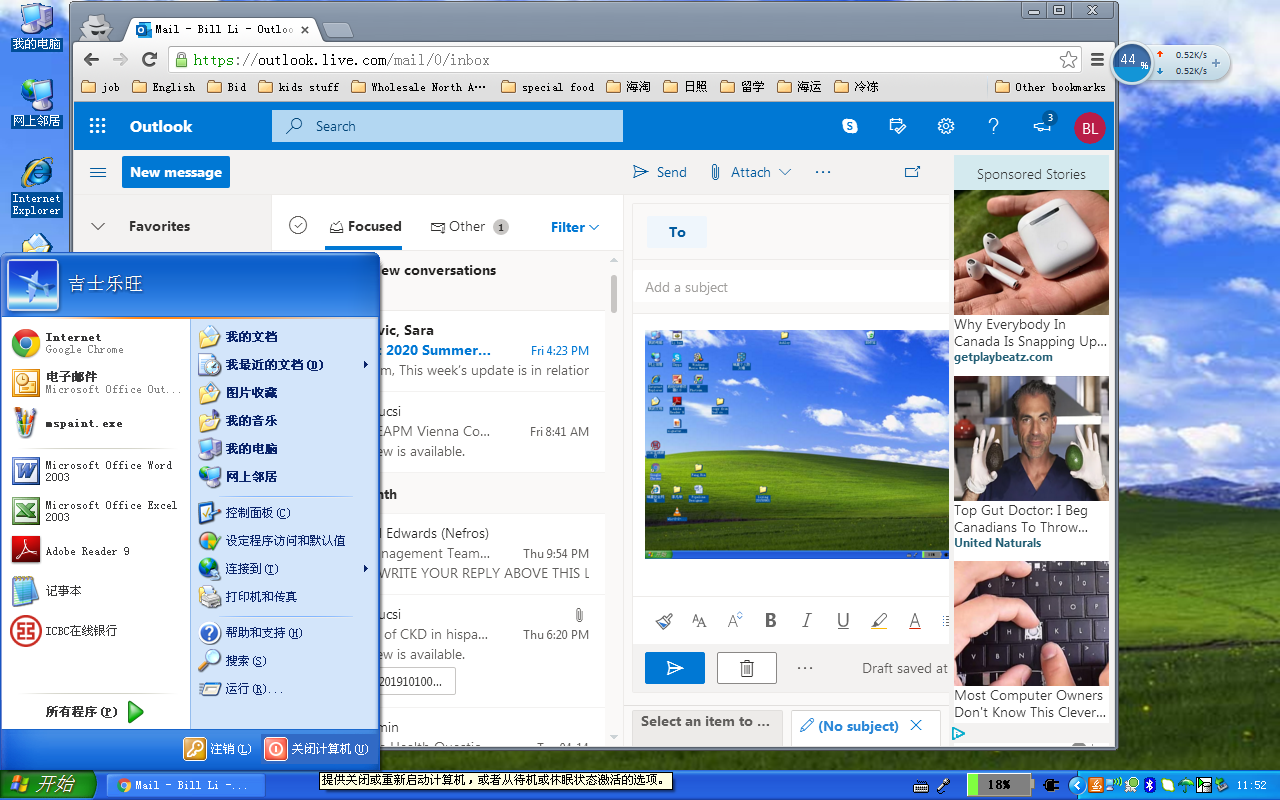 我的电脑
网上邻居
Internet
Explorer
Mail - Bill Li - Outloo
https://outlook.live.com/mail/0/inbox
44 %
0.52K/s
0.52K/s
job
English
Bid
kids stuff
Wholesale North A...
special food
海淘
日照
留学
海运
冷冻
Other bookmarks
Outlook
Search
3
BL
New message
Send
Attach
Favorites
Focused
Other 1
Filter
ew conversations
vic, Sara
: 2020 Summer...
Fri 4:23 PM
m, This week's update is in relation
ucsi
EAPM Vienna Co...
Fri 8:41 AM
ew is available.
nth
l Edwards (Nefros)
nagement Team...
Thu 9:54 PM
WRITE YOUR REPLY ABOVE THIS L
ucsi
of CKD in hispa...
Thu 6:20 PM
ew is available.
201910100...
min
To
Add a subject
Draft saved at
Select an item to ...
(No subject)
Sponsored Stories
Why Everybody In
Canada Is Snapping Up...
getplaybeatz.com
Top Gut Doctor: I Beg
Canadians To Throw...
United Naturals
Most Computer Owners
Don't Know This Clever...
吉士乐旺
Internet
Google Chrome
电子邮件
Microsoft Office Out...
mspaint.exe
Microsoft Office Word
2003
Microsoft Office Excel
2003
Adobe Reader 9
记事本
ICBC在线银行
所有程序(P)
我的文档
我最近的文档(D)
图片收藏
我的音乐
我的电脑
网上邻居
控制面板(C)
设定程序访问和默认值
连接到(T)
打印机和传真
帮助和支持(H)
搜索(S)
运行(R)...
注销(L)
关闭计算机(U)
提供关闭或重新启动计算机，或者从待机或休眠状态激活的选项。
开始
Mail - Bill Li -...
18%
11:52